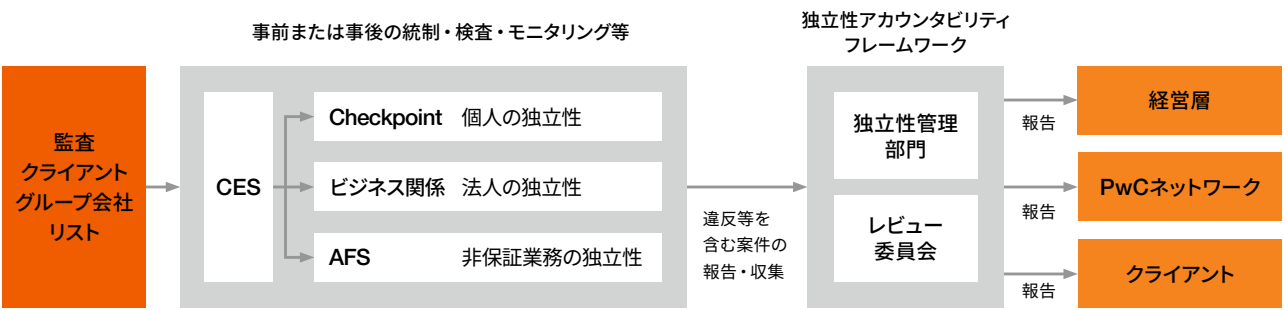 事前または事後の統制・検査・モニタリング等
独立性アカウンタビリティ
フレームワーク
監査
クライアント
グループ会社
リスト
CES
Checkpoint 個人の独立性
ビジネス関係 法人の独立性
AFS 非保証業務の独立性
違反等を
含む案件の
報告・収集
独立性管理
部門
レビュー
委員会
報告
経営層
報告
PwCネットワーク
報告
クライアント